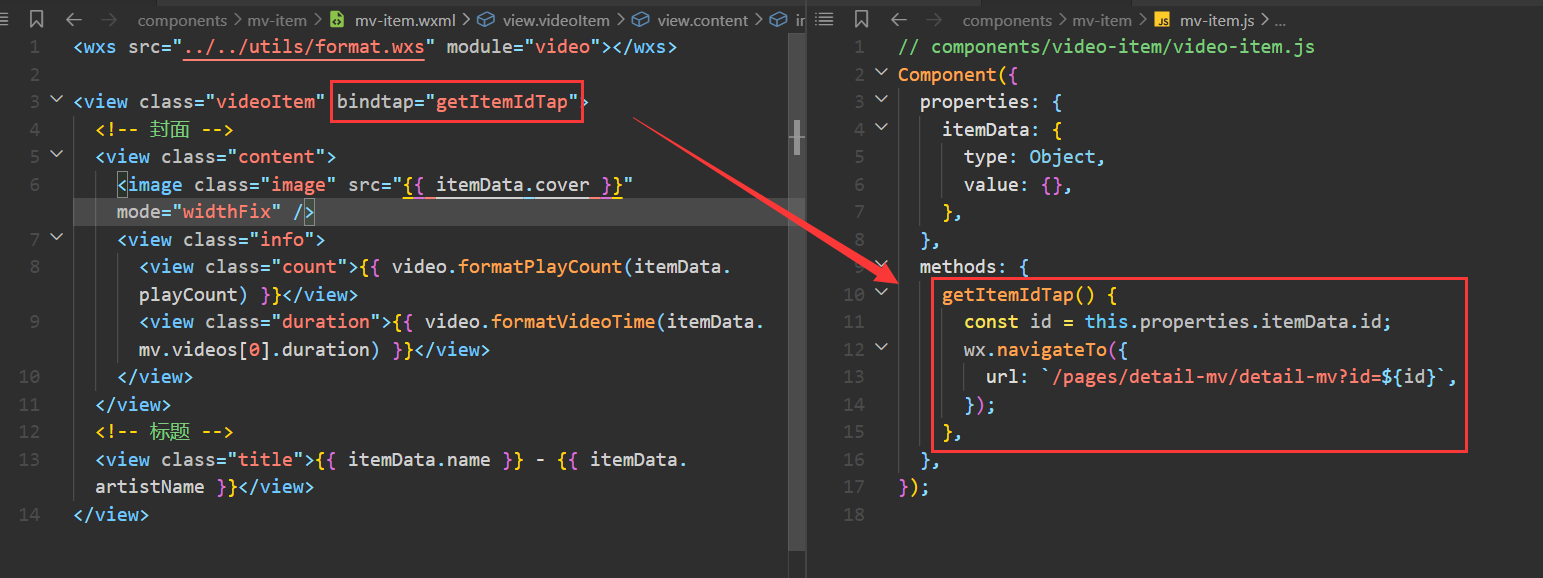 components > mv-item > mv-item.wxml > view.videoItem > view.content >
1 <wxs src="../../utils/format.wxs" module="video"></wxs>
2
3 <view class="videoItem" bindtap="getItemIdTap">
4 <!-- 封面 -->
5 <view class="content">
6 <image class="image" src="{{ itemData.cover }}"
mode="widthFix" />
7 <view class="info">
8 <view class="count">{{ video.formatPlayCount(itemData.
playCount) }}</view>
9 <view class="duration">{{ video.formatVideoTime(itemData.
mv.videos[0].duration) }}</view>
10 </view>
11 </view>
12 <!-- 标题 -->
13 <view class="title">{{ itemData.name }} - {{ itemData.
artistName }}</view>
14 </view>
components > mv-item > JS mv-item.js > ...
1 // components/video-item/video-item.js
2 Component({
3 properties: {
4 itemData: {
5 type: Object,
6 value: {},
7 },
8 },
9 methods: {
10 getItemIdTap() {
11 const id = this.properties.itemData.id;
12 wx.navigateTo({
13 url: `/pages/detail-mv/detail-mv?id=${id}`,
14 });
15 },
16 },
17 });
18